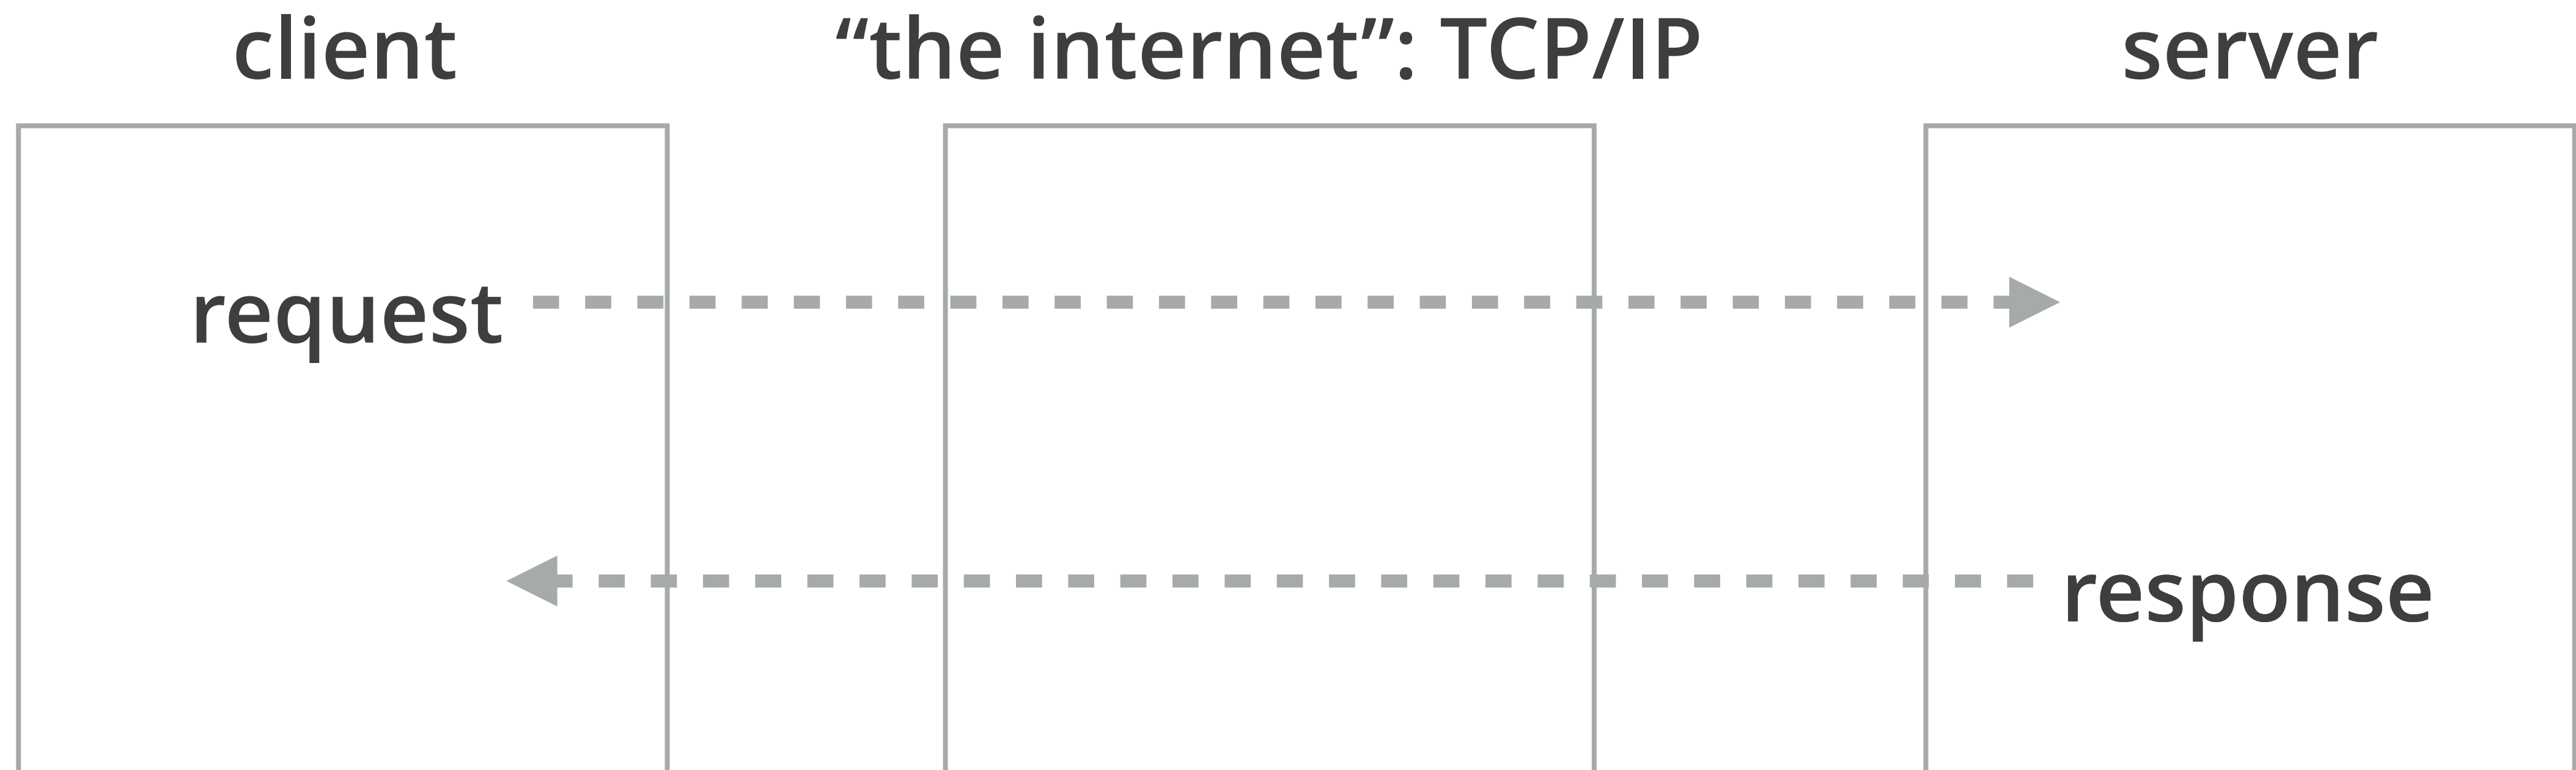 client
“the internet”: TCP/IP
server
request
response